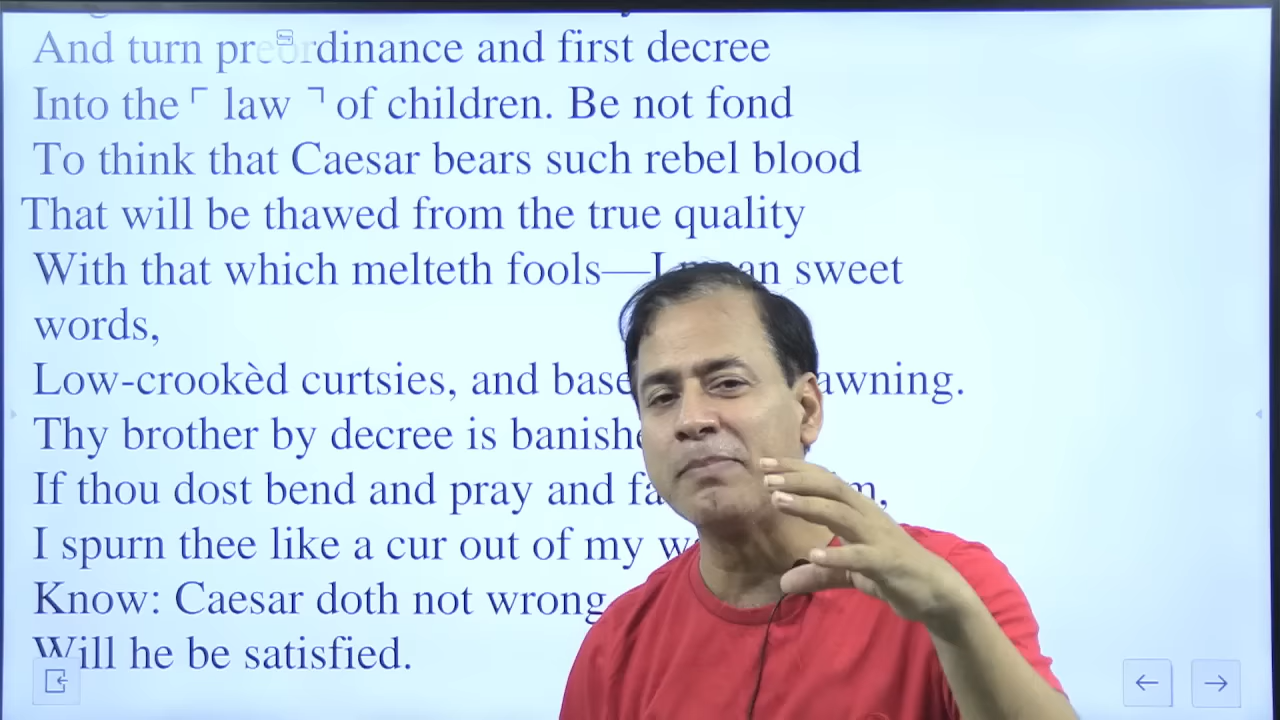 And turn preordinance and first decree
Into the ⌜ law ⌝ of children. Be not fond
To think that Caesar bears such rebel blood
That will be thawed from the true quality
With that which melteth fools—I mean sweet
words,
Low-crookèd curtsies, and base awning.
Thy brother by decree is banishe
If thou dost bend and pray and fa m,
I spurn thee like a cur out of my w
Know: Caesar doth not wrong
Will he be satisfied.